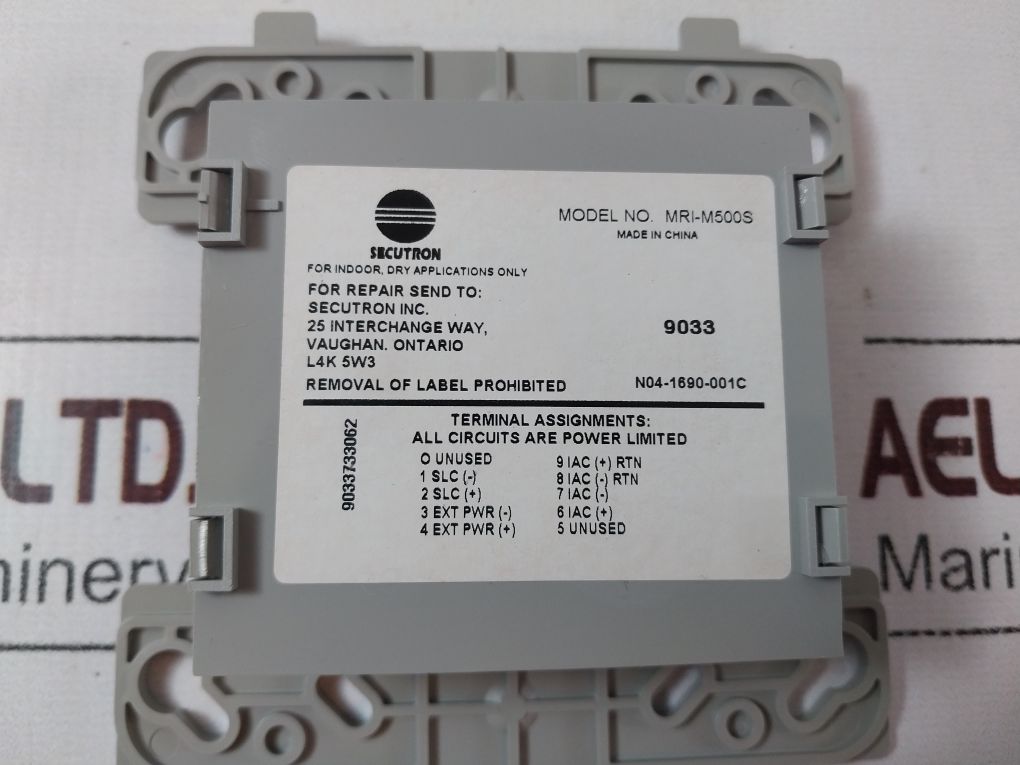 SECUTRON
MODEL NO. MRI-M500S
MADE IN CHINA
FOR INDOOR, DRY APPLICATIONS ONLY
FOR REPAIR SEND TO:
SECUTRON INC.
25 INTERCHANGE WAY,
VAUGHAN. ONTARIO
L4K 5W3
9033
REMOVAL OF LABEL PROHIBITED
N04-1690-001C
TERMINAL ASSIGNMENTS:
ALL CIRCUITS ARE POWER LIMITED
9033733062
0 UNUSED
1 SLC (-)
2 SLC (+)
3 EXT PWR (-)
4 EXT PWR (+)
9 IAC (+) RTN
8 IAC (-) RTN
7 IAC (-)
6 IAC (+)
5 UNUSED
LTD.
AEL
hinery
Mari